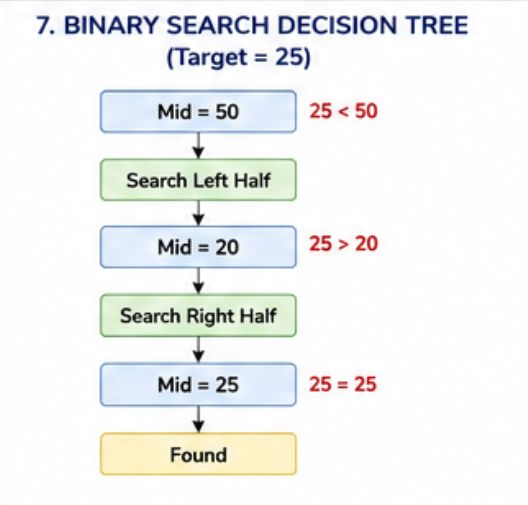 7. BINARY SEARCH DECISION TREE
(Target = 25)
Mid = 50
25 < 50
Search Left Half
Mid = 20
25 > 20
Search Right Half
Mid = 25
25 = 25
Found